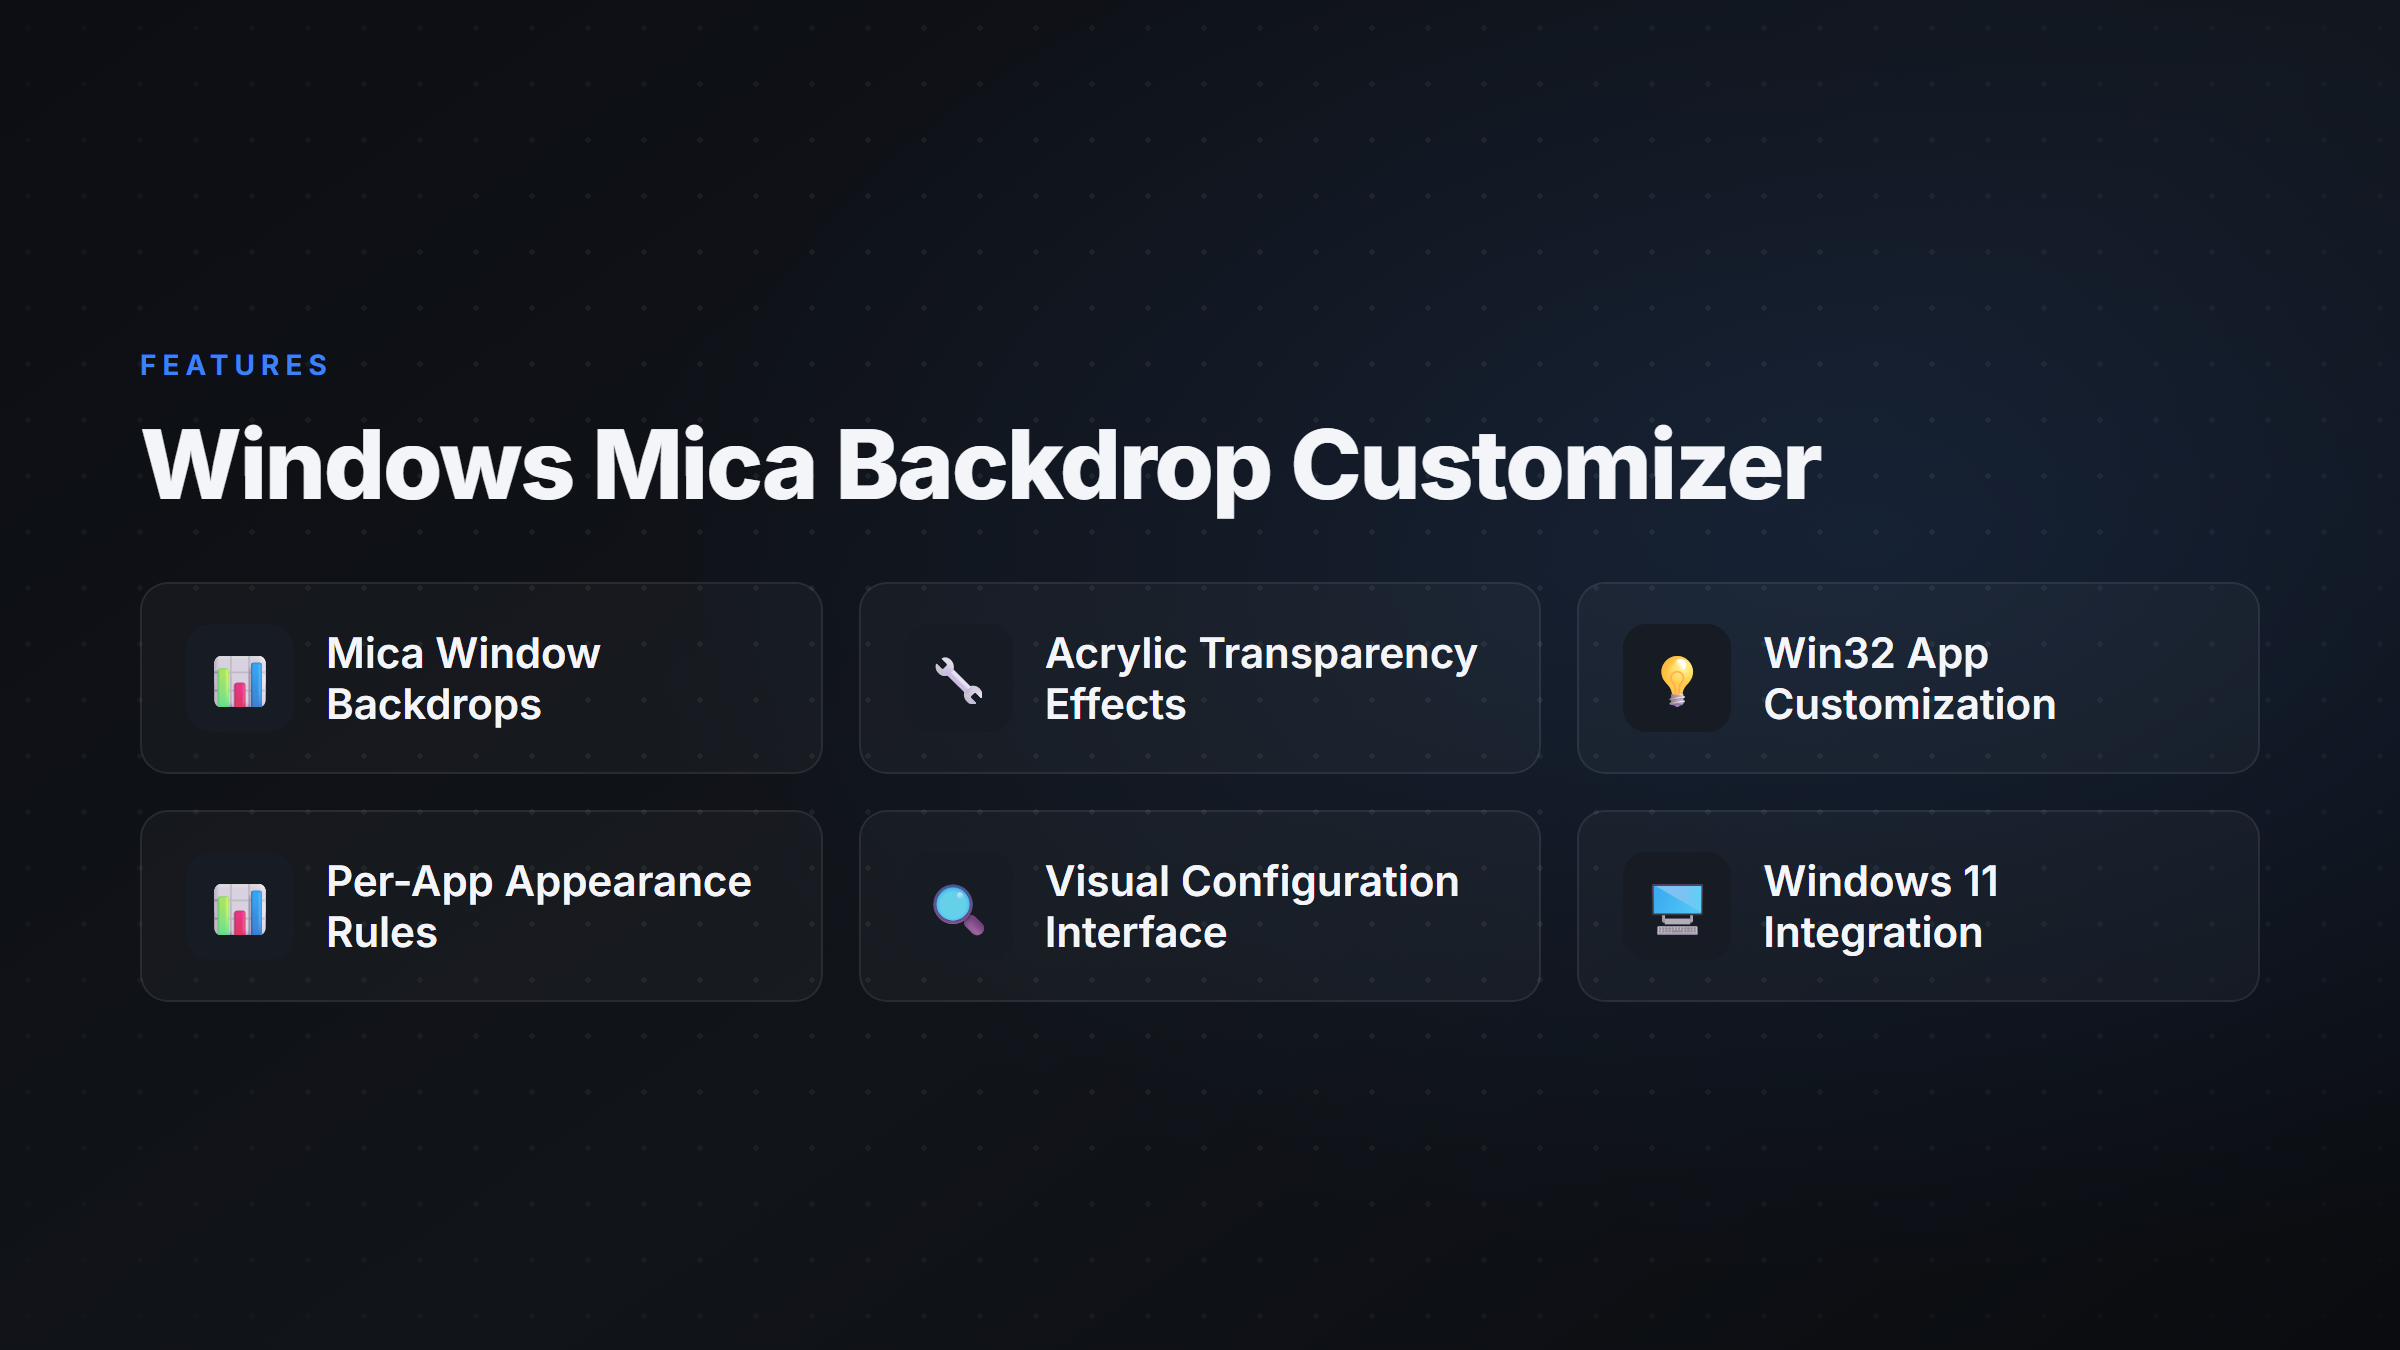 FEATURES
Windows Mica Backdrop Customizer
Mica Window
Backdrops
Acrylic Transparency
Effects
Win32 App
Customization
Per-App Appearance
Rules
Visual Configuration
Interface
Windows 11
Integration